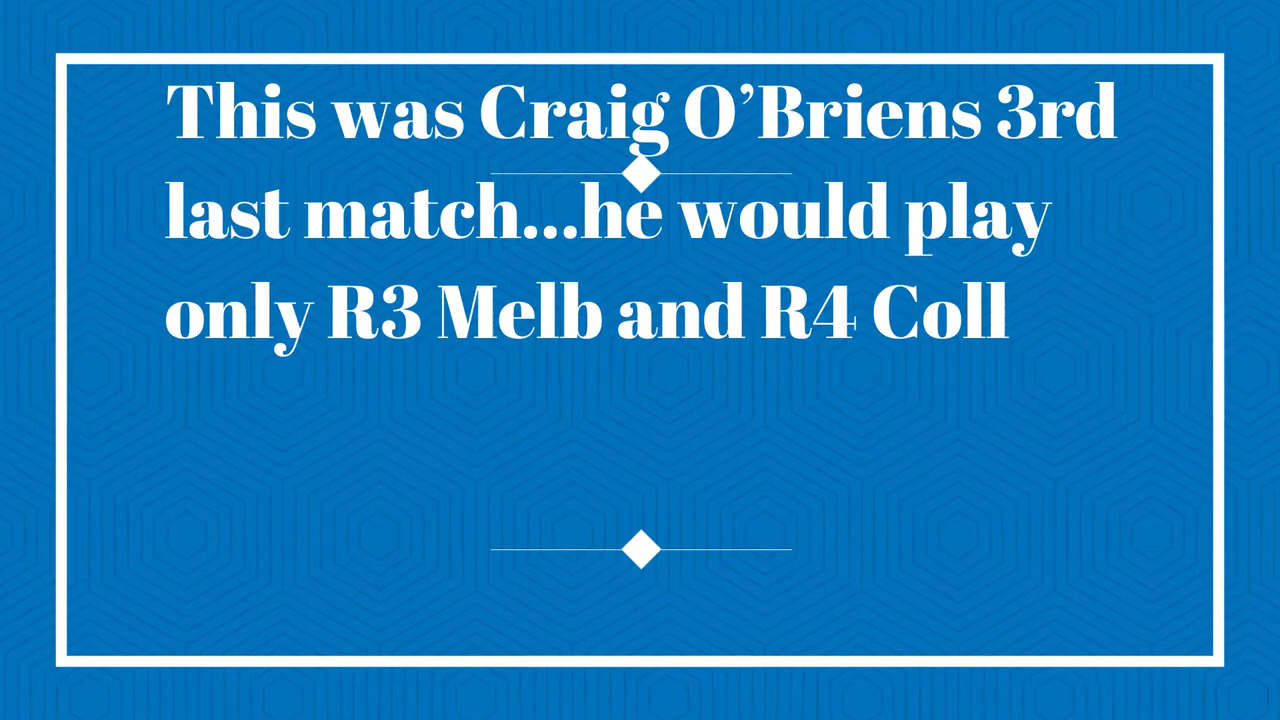 This was Craig O’Briens 3rd
last match...he would play
only R3 Melb and R4 Coll